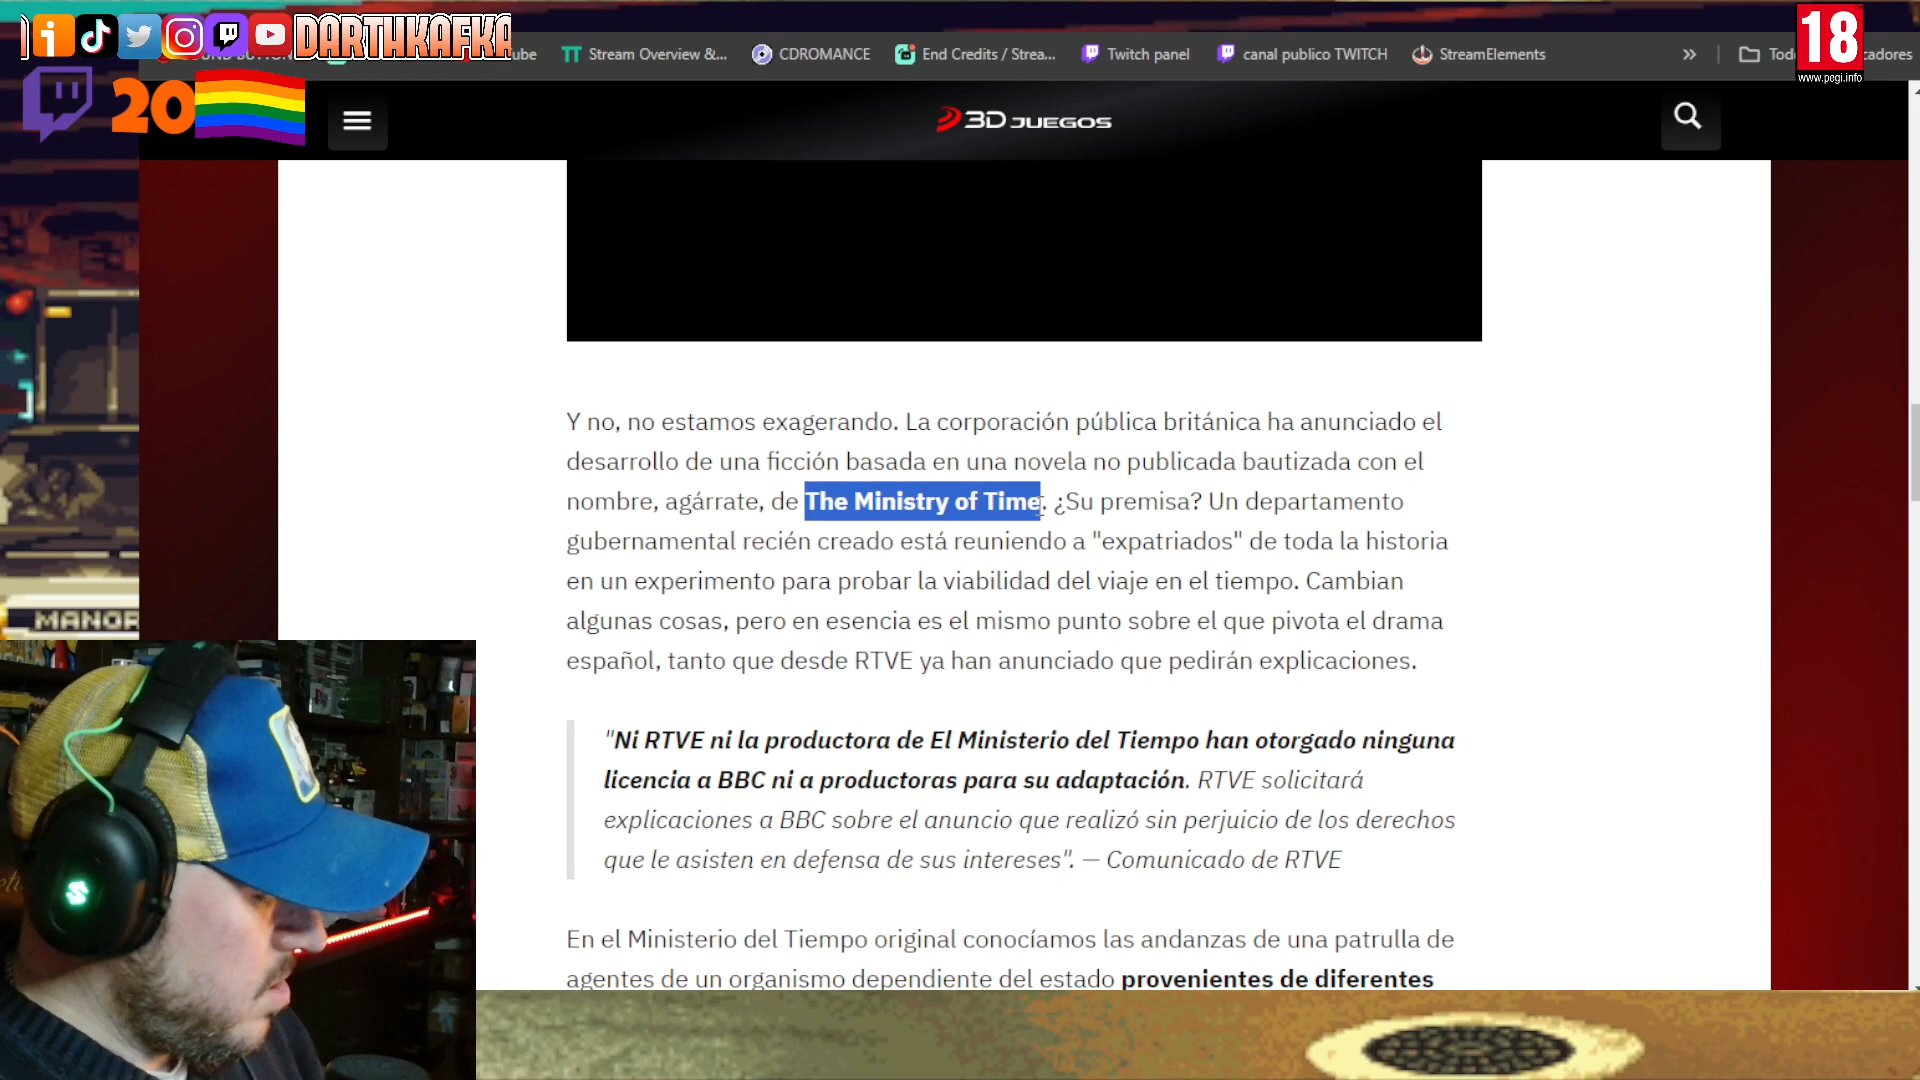 DARTHKAFKA
18
www.pegi.info
20
Stream Overview &...
CDROMANCE
End Credits / Strea...
Twitch panel
canal publico TWITCH
StreamElements
»
3D JUEGOS
Y no, no estamos exagerando. La corporación pública británica ha anunciado el
desarrollo de una ficción basada en una novela no publicada bautizada con el
nombre, agárrate, de The Ministry of Time. ¿Su premisa? Un departamento
gubernamental recién creado está reuniendo a "expatriados" de toda la historia
en un experimento para probar la viabilidad del viaje en el tiempo. Cambian
algunas cosas, pero en esencia es el mismo punto sobre el que pivota el drama
español, tanto que desde RTVE ya han anunciado que pedirán explicaciones.
"Ni RTVE ni la productora de El Ministerio del Tiempo han otorgado ninguna
licencia a BBC ni a productoras para su adaptación. RTVE solicitará
explicaciones a BBC sobre el anuncio que realizó sin perjuicio de los derechos
que le asisten en defensa de sus intereses". — Comunicado de RTVE
En el Ministerio del Tiempo original conocíamos las andanzas de una patrulla de
agentes de un organismo dependiente del estado provenientes de diferentes
MANOR